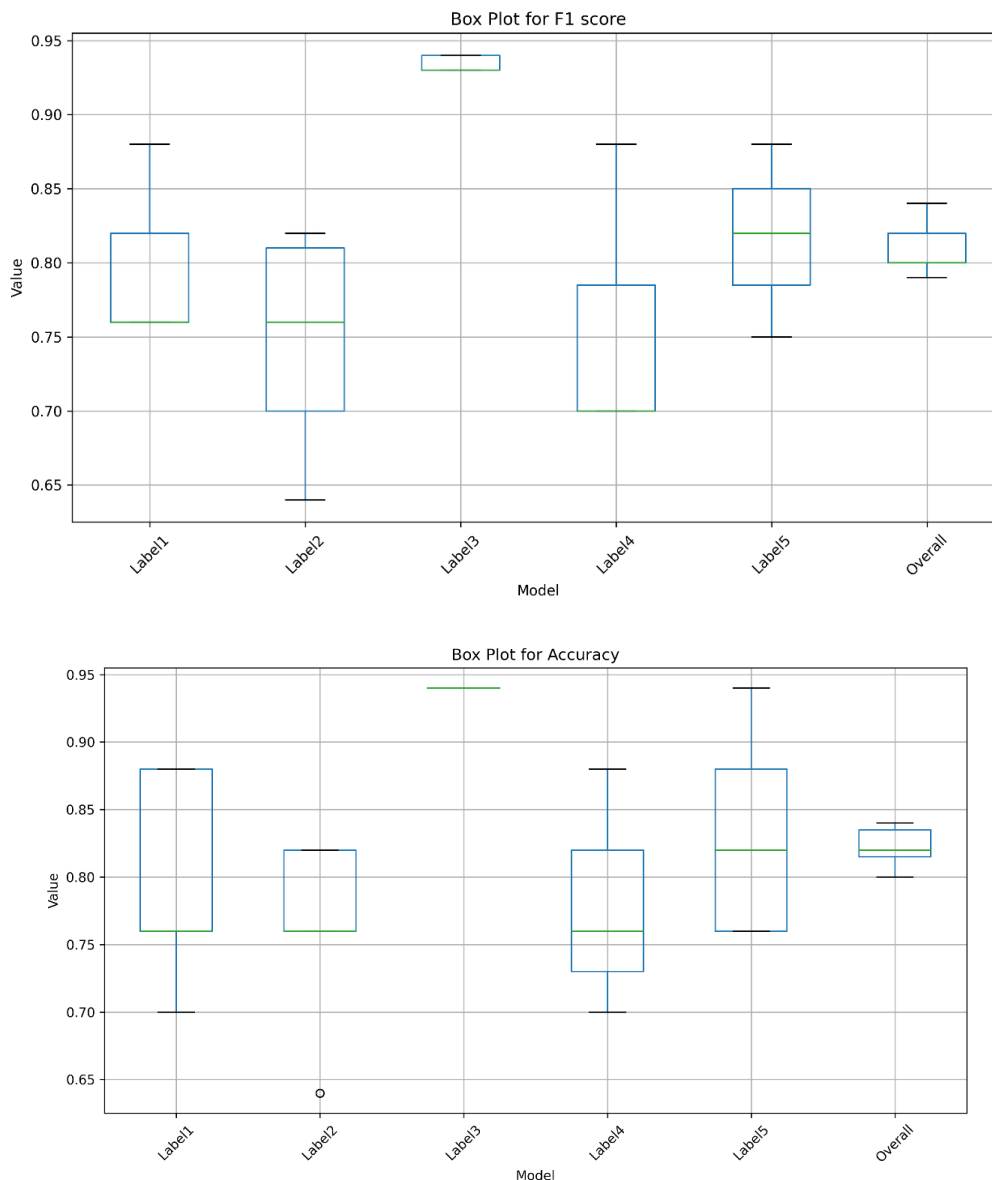 Box Plot for F1 score
0.95
0.90
0.85
0.80
0.75
0.70
0.65
Value
Label1
Label2
Label3
Label4
Label5
Overall
Model
Box Plot for Accuracy
0.95
0.90
0.85
0.80
0.75
0.70
0.65
Value
Label1
Label2
Label3
Label4
Label5
Overall
Model